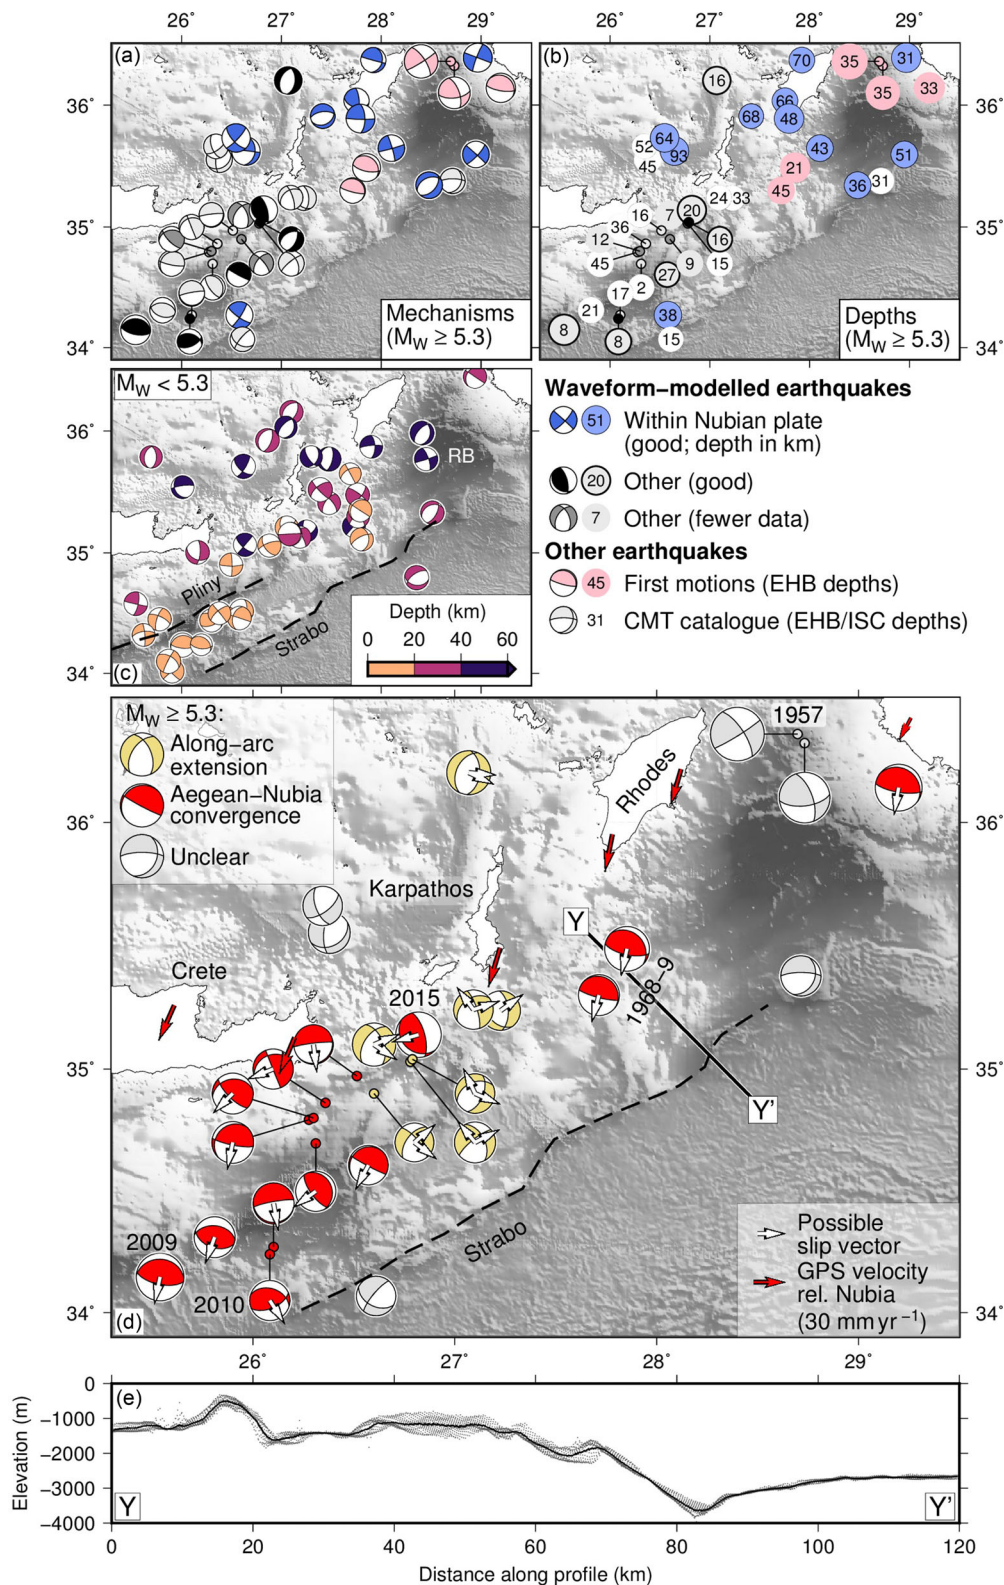 26° 27° 28° 29° 26° 27° 28° 29°
(a)
36°
35°
34°
Mechanisms
(M_W ≥ 5.3)
(b)
16
70
35
31
35
33
66
68
48
64
52
93
45
43
51
21
45
36
31
24
33
20
16
7
36
12
16
45
9
15
27
2
17
21
38
8
8
15
Depths
(M_W ≥ 5.3)
M_W < 5.3
36°
35°
34°
RB
Pliny
Strabo
Depth (km)
0 20 40 60
(c)
Waveform−modelled earthquakes
51 Within Nubian plate
(good; depth in km)
20 Other (good)
7 Other (fewer data)
Other earthquakes
45 First motions (EHB depths)
31 CMT catalogue (EHB/ISC depths)
M_W ≥ 5.3:
Along−arc
extension
Aegean−Nubia
convergence
Unclear
1957
Rhodes
36° 36°
Karpathos
Y
Crete
1968−9
2015
35° 35°
Y'
Strabo
2009
2010
Possible
slip vector
GPS velocity
rel. Nubia
(30 mm yr⁻¹)
34° 34°
(d)
26° 27° 28° 29°
(e)
Elevation (m)
0
−1000
−2000
−3000
−4000
Y Y'
0 20 40 60 80 100 120
Distance along profile (km)